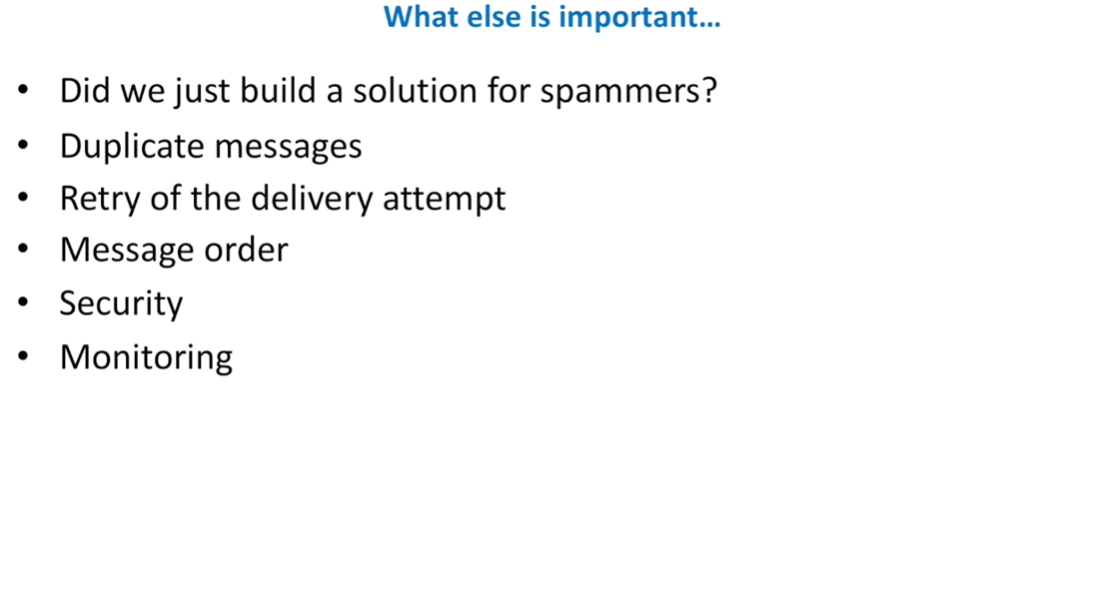 What else is important...
• Did we just build a solution for spammers?
• Duplicate messages
• Retry of the delivery attempt
• Message order
• Security
• Monitoring